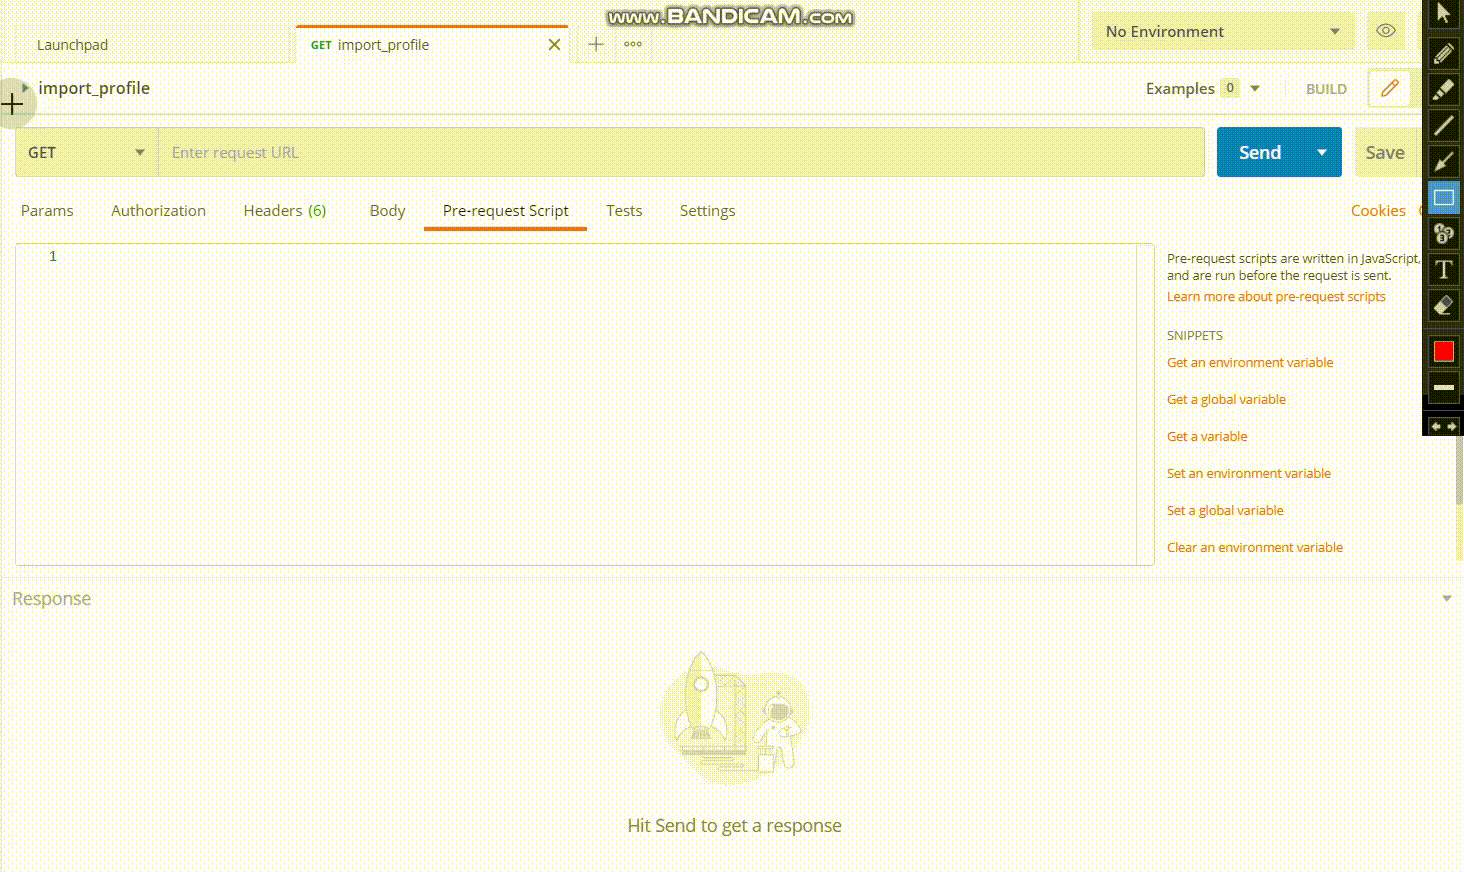 www.BANDICAM.com
No Environment
Launchpad
GET import_profile
import_profile
Examples 0
BUILD
GET
Enter request URL
Send
Save
Params
Authorization
Headers (6)
Body
Pre-request Script
Tests
Settings
Cookies
1
Pre-request scripts are written in JavaScript,
and are run before the request is sent.
Learn more about pre-request scripts
SNIPPETS
Get an environment variable
Get a global variable
Get a variable
Set an environment variable
Set a global variable
Clear an environment variable
T
Response
Hit Send to get a response